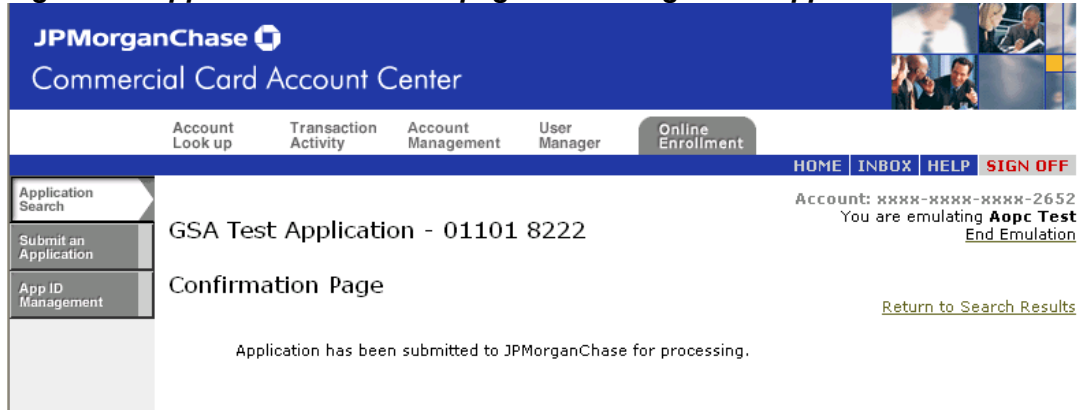 JPMorganChase
Commercial Card Account Center
Account Look up
Transaction Activity
Account Management
User Manager
Online Enrollment
HOME INBOX HELP SIGN OFF
Application Search
Submit an Application
App ID Management
Account: xxxx-xxxx-xxxx-2652
You are emulating Aopc Test
End Emulation
GSA Test Application - 01101 8222
Confirmation Page
Return to Search Results
Application has been submitted to JPMorganChase for processing.